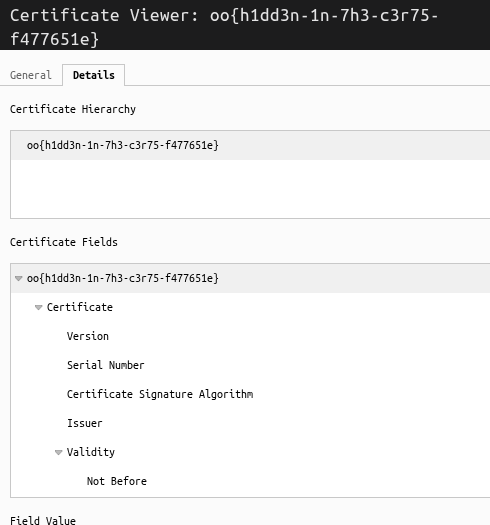 Certificate Viewer: oo{h1dd3n-1n-7h3-c3r75-
f477651e}
General Details
Certificate Hierarchy
oo{h1dd3n-1n-7h3-c3r75-f477651e}
Certificate Fields
oo{h1dd3n-1n-7h3-c3r75-f477651e}
Certificate
Version
Serial Number
Certificate Signature Algorithm
Issuer
Validity
Not Before
Field Value